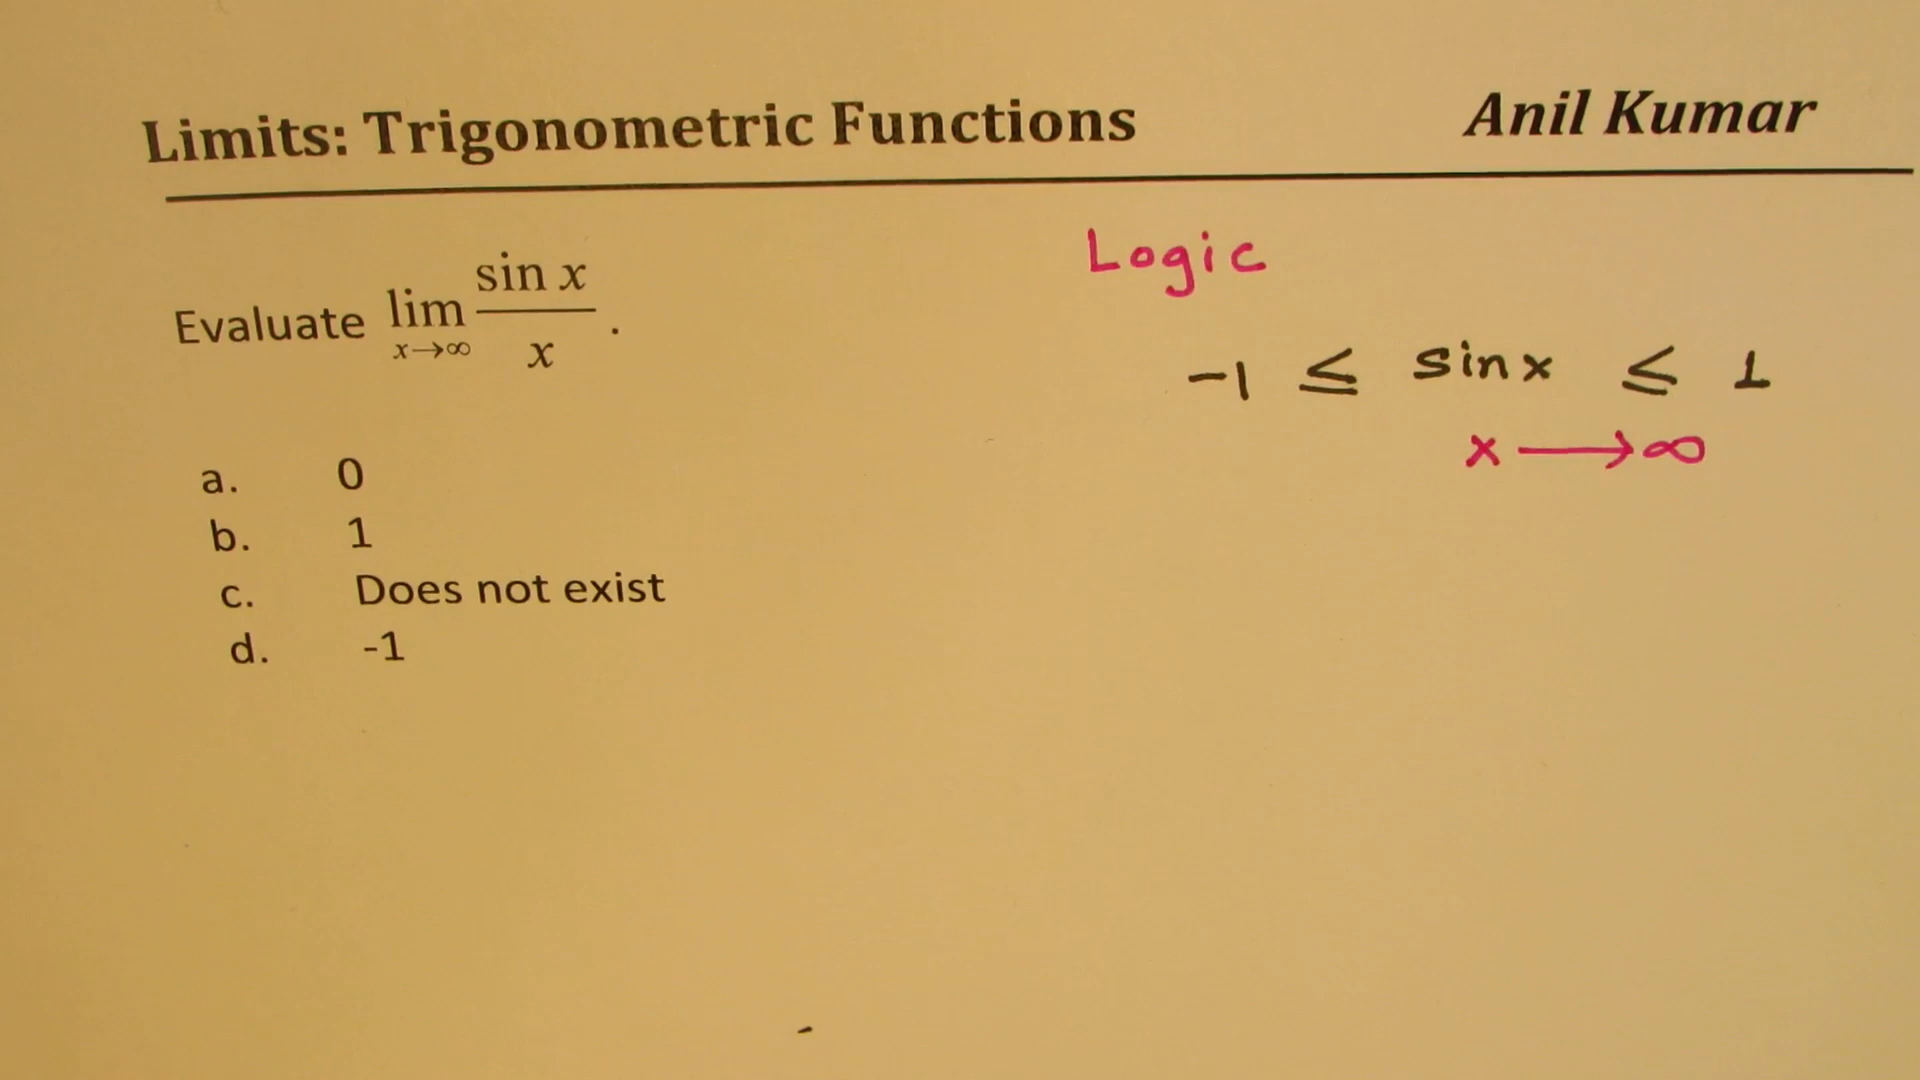 Limits: Trigonometric Functions
Anil Kumar
Evaluate lim x→∞ sin x / x .
a. 0
b. 1
c. Does not exist
d. -1
Logic
-1 ≤ sin x ≤ 1
x → ∞